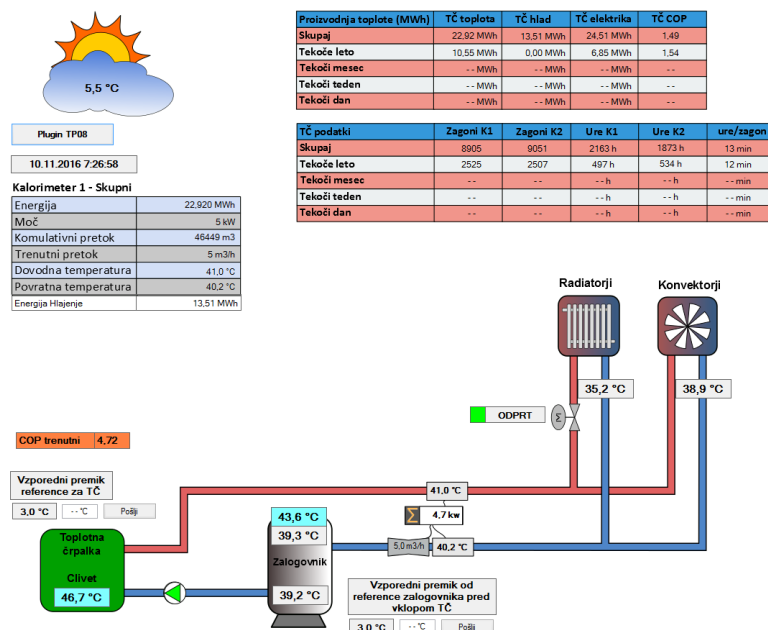 5,5 °C
Plugin TP08
10.11.2016 7:26:58
Kalorimeter 1 - Skupni
Energija 22,920 MWh
Moč 5 kW
Komulativni pretok 46449 m3
Trenutni pretok 5 m3/h
Dovodna temperatura 41,0 °C
Povratna temperatura 40,2 °C
Energija Hlajenje 13,51 MWh
Proizvodnja toplote (MWh) TČ toplota TČ hlad TČ elektrika TČ COP
Skupaj 22,92 MWh 13,51 MWh 24,51 MWh 1,49
Tekoče leto 10,55 MWh 0,00 MWh 6,85 MWh 1,54
Tekoči mesec -- MWh -- MWh -- MWh --
Tekoči teden -- MWh -- MWh -- MWh --
Tekoči dan -- MWh -- MWh -- MWh --
TČ podatki Zagoni K1 Zagoni K2 Ure K1 Ure K2 ure/zagon
Skupaj 8905 9051 2163 h 1873 h 13 min
Tekoče leto 2525 2507 497 h 534 h 12 min
Tekoči mesec -- -- -- h -- h -- min
Tekoči teden -- -- -- h -- h -- min
Tekoči dan -- -- -- h -- h -- min
Radiatorji
Konvektorji
35,2 °C
38,9 °C
ODPRT
Σ
COP trenutni 4,72
Vzporedni premik
reference za TČ
3,0 °C -- °C Pošlji
41,0 °C
Σ 4,7 kw
5,0 m3/h 40,2 °C
Toplotna
črpalka
Clivet
46,7 °C
43,6 °C
39,3 °C
Zalogovnik
39,2 °C
Vzporedni premik od
reference zalogovnika pred
vklopom TČ
3,0 °C -- °C Pošlji